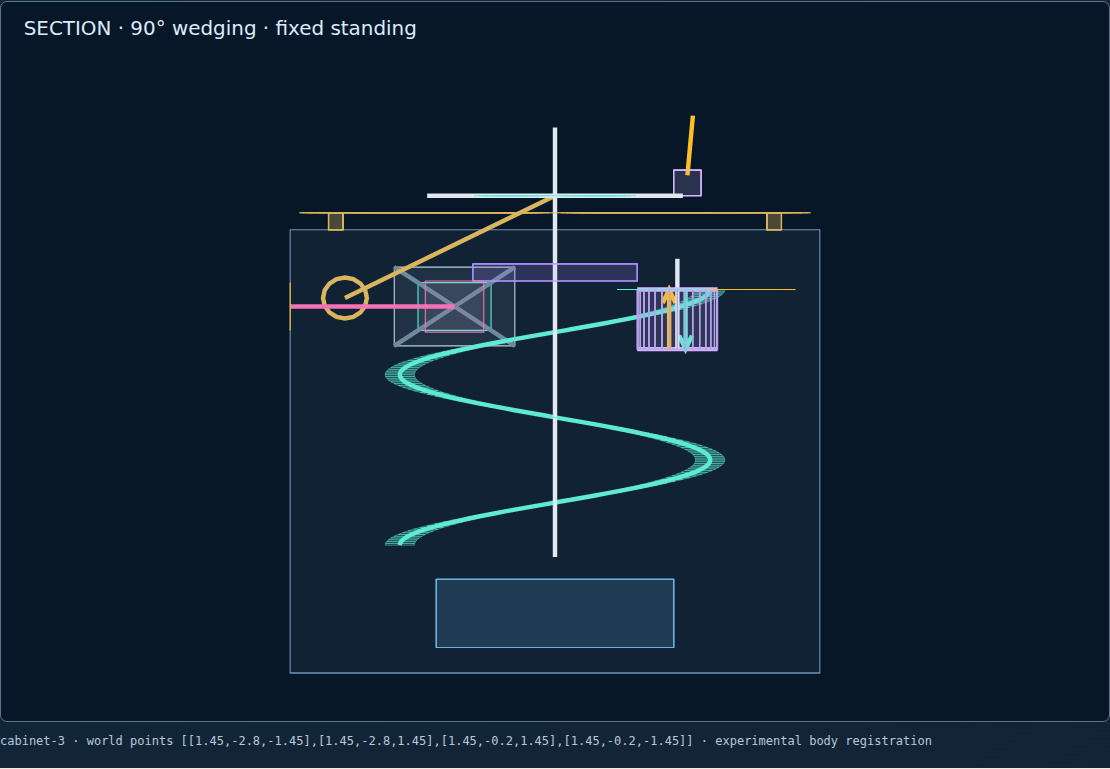 SECTION · 90° wedging · fixed standing
cabinet-3 · world points [[1.45,-2.8,-1.45],[1.45,-2.8,1.45],[1.45,-0.2,1.45],[1.45,-0.2,-1.45]] · experimental body registration